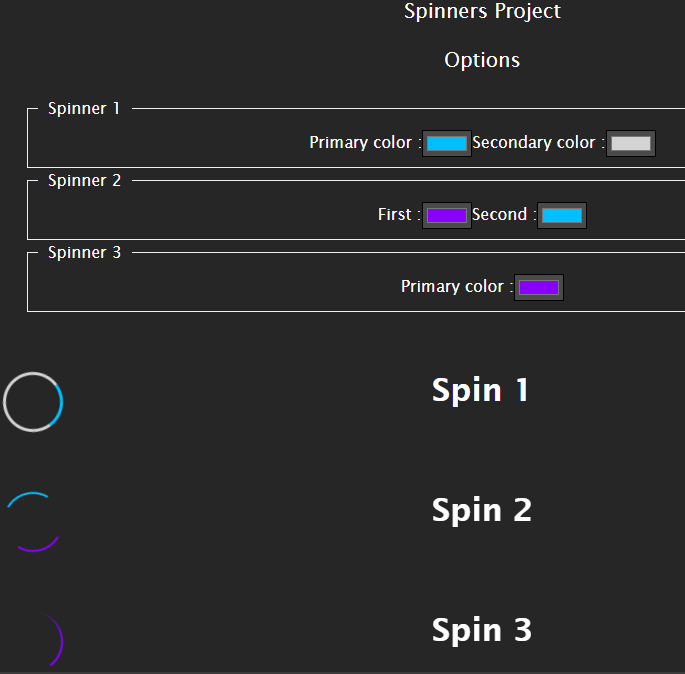 Spinners Project
Options
Spinner 1
Primary color : Secondary color :
Spinner 2
First : Second :
Spinner 3
Primary color :
Spin 1
Spin 2
Spin 3